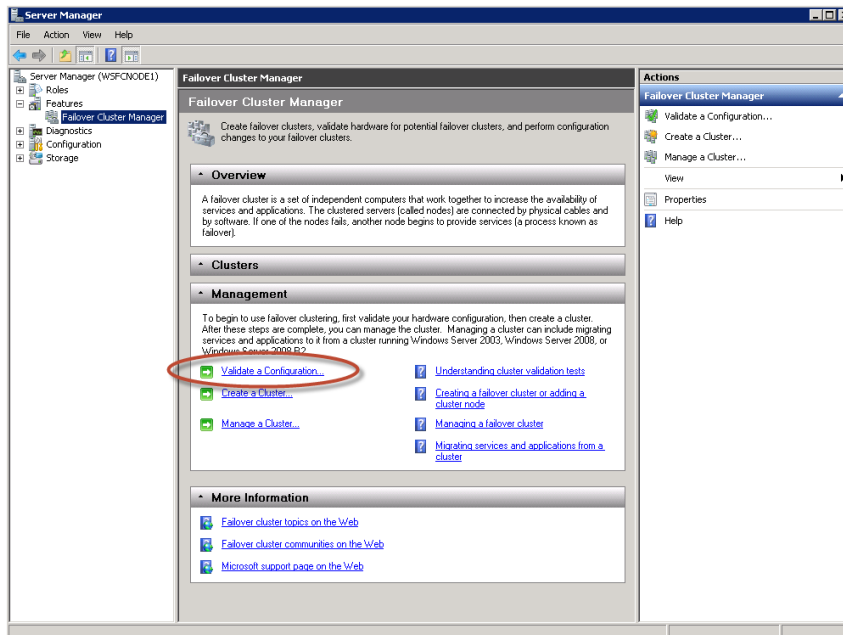 Server Manager
File Action View Help
Server Manager (WSFCNODE1)
Roles
Features
Failover Cluster Manager
Diagnostics
Configuration
Storage
Failover Cluster Manager
Failover Cluster Manager
Create failover clusters, validate hardware for potential failover clusters, and perform configuration
changes to your failover clusters.
Overview
A failover cluster is a set of independent computers that work together to increase the availability of
services and applications. The clustered servers (called nodes) are connected by physical cables and
by software. If one of the nodes fails, another node begins to provide services (a process known as
failover).
Clusters
Management
To begin to use failover clustering, first validate your hardware configuration, then create a cluster.
After these steps are complete, you can manage the cluster. Managing a cluster can include migrating
services and applications to it from a cluster running Windows Server 2003, Windows Server 2008, or
Windows Server 2008 R2.
Validate a Configuration...
Understanding cluster validation tests
Create a Cluster...
Creating a failover cluster or adding a
cluster node
Manage a Cluster...
Managing a failover cluster
Migrating services and applications from a
cluster
More Information
Failover cluster topics on the Web
Failover cluster communities on the Web
Microsoft support page on the Web
Actions
Failover Cluster Manager
Validate a Configuration...
Create a Cluster...
Manage a Cluster...
View
Properties
Help